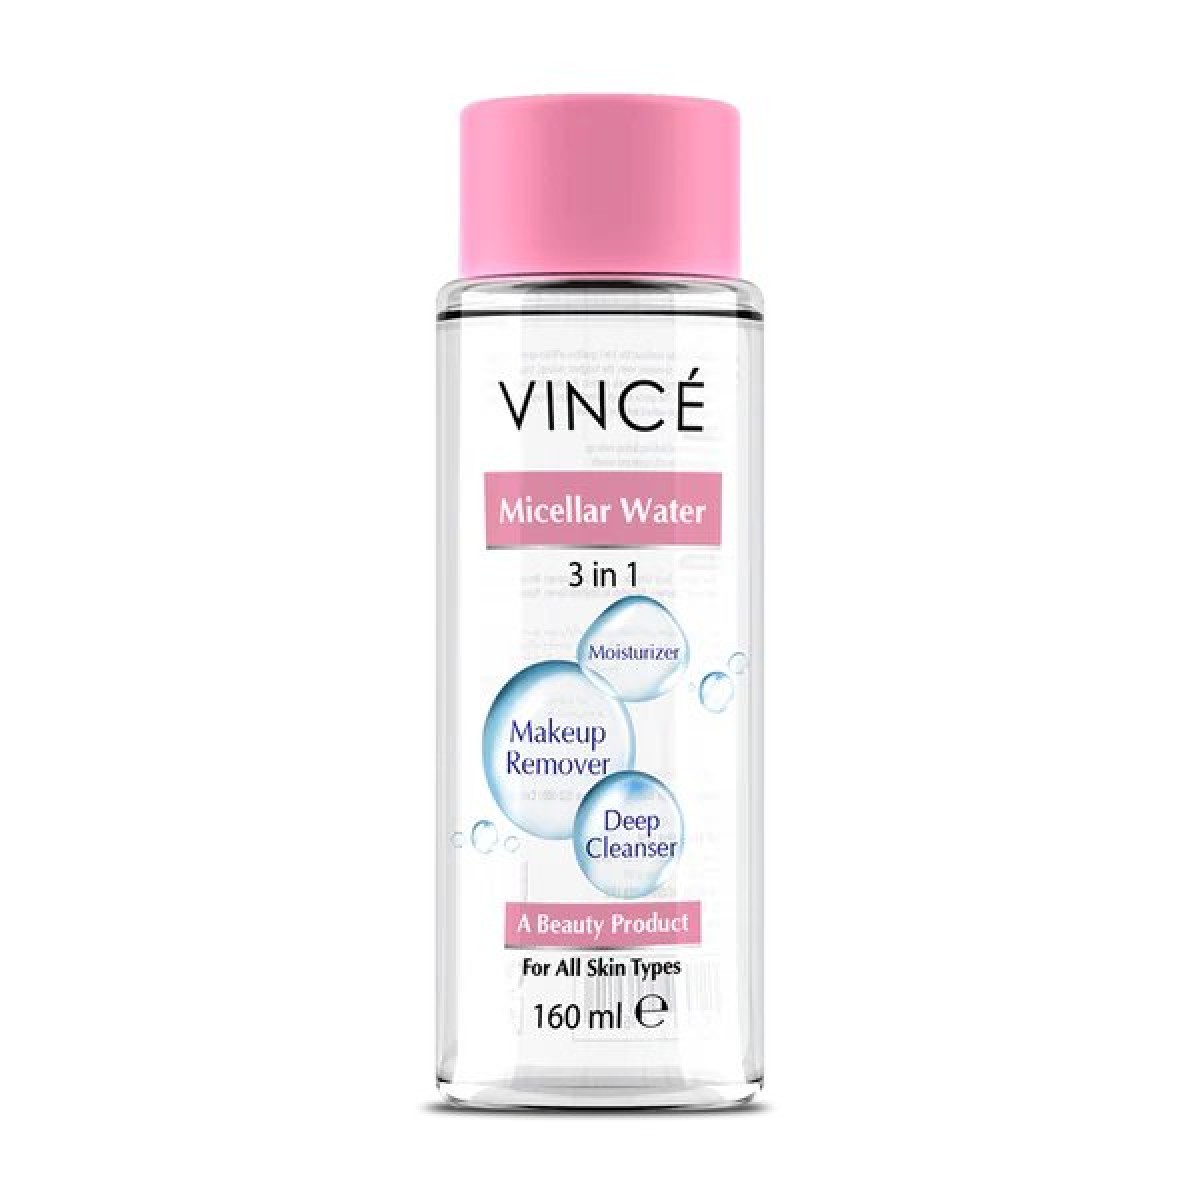 VINCÉ
Micellar Water
3 in 1
Moisturizer
Makeup
Remover
Deep
Cleanser
A Beauty Product
For All Skin Types
160 ml ℮